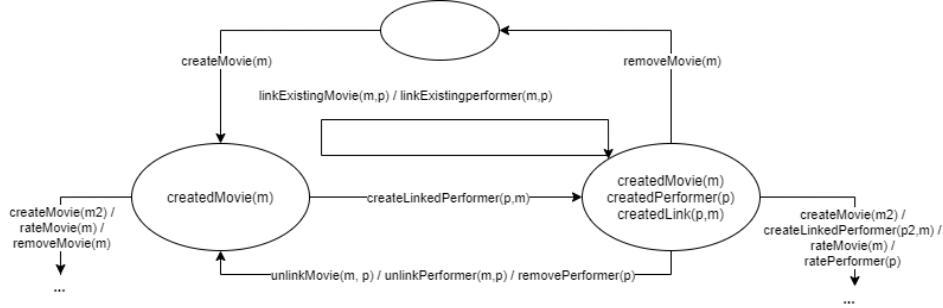 createMovie(m)
removeMovie(m)
linkExistingMovie(m,p) / linkExistingperformer(m,p)
createdMovie(m)
createLinkedPerformer(p,m)
createdMovie(m)
createdPerformer(p)
createdLink(p,m)
createMovie(m2) /
rateMovie(m) /
removeMovie(m)
...
createMovie(m2) /
createLinkedPerformer(p2,m) /
rateMovie(m) /
ratePerformer(p)
...
unlinkMovie(m, p) / unlinkPerformer(m,p) / removePerformer(p)